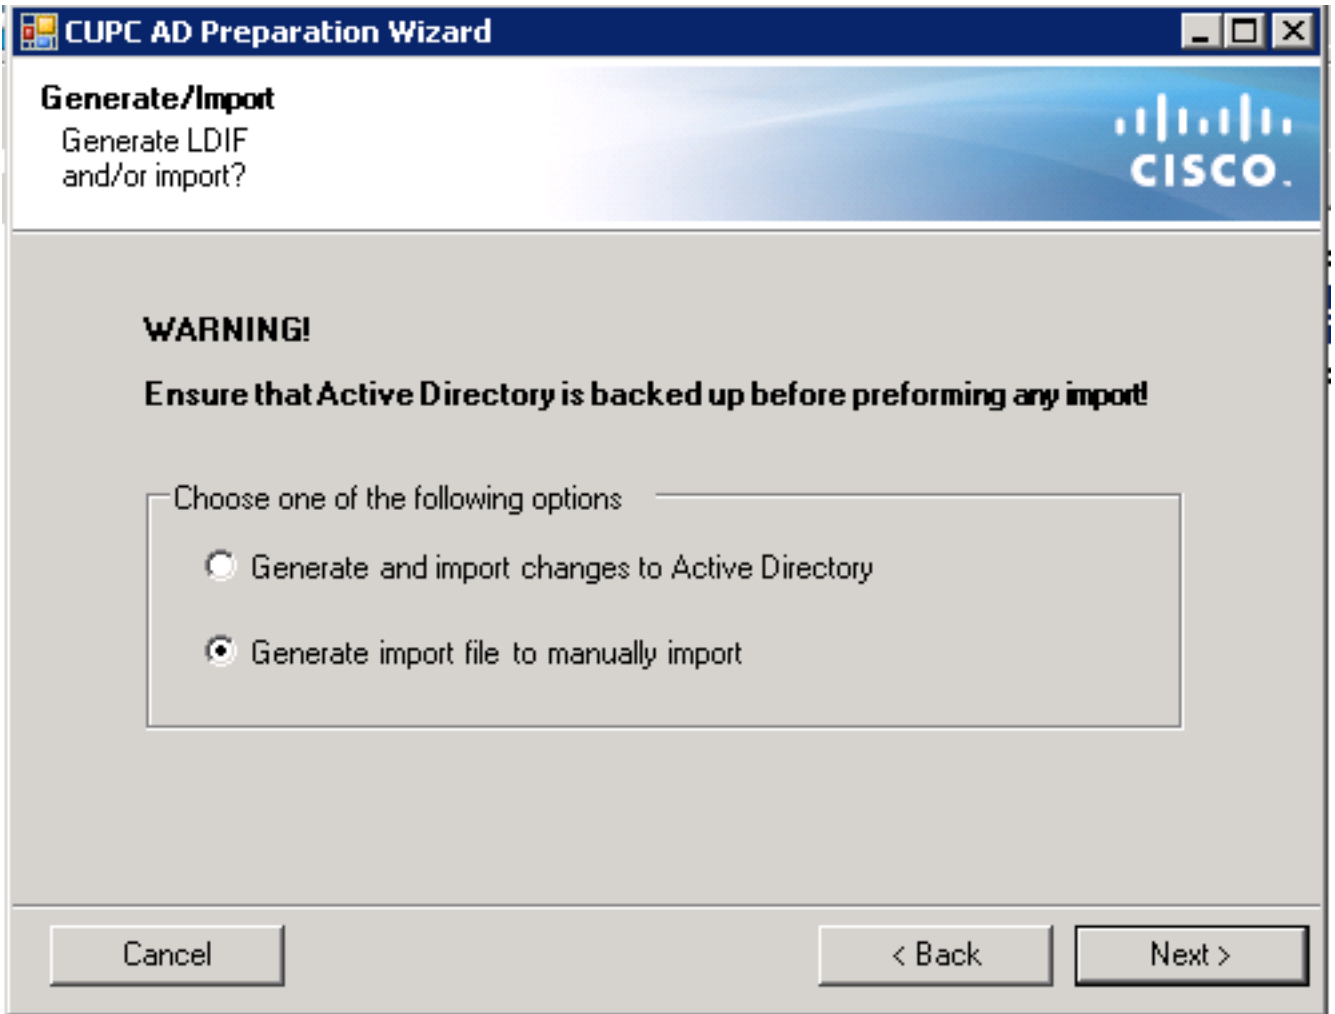 CUPC AD Preparation Wizard
Generate/Import
Generate LDIF
and/or import?
CISCO.
WARNING!
Ensure that Active Directory is backed up before preforming any import!
Choose one of the following options
Generate and import changes to Active Directory
Generate import file to manually import
Cancel
< Back
Next >